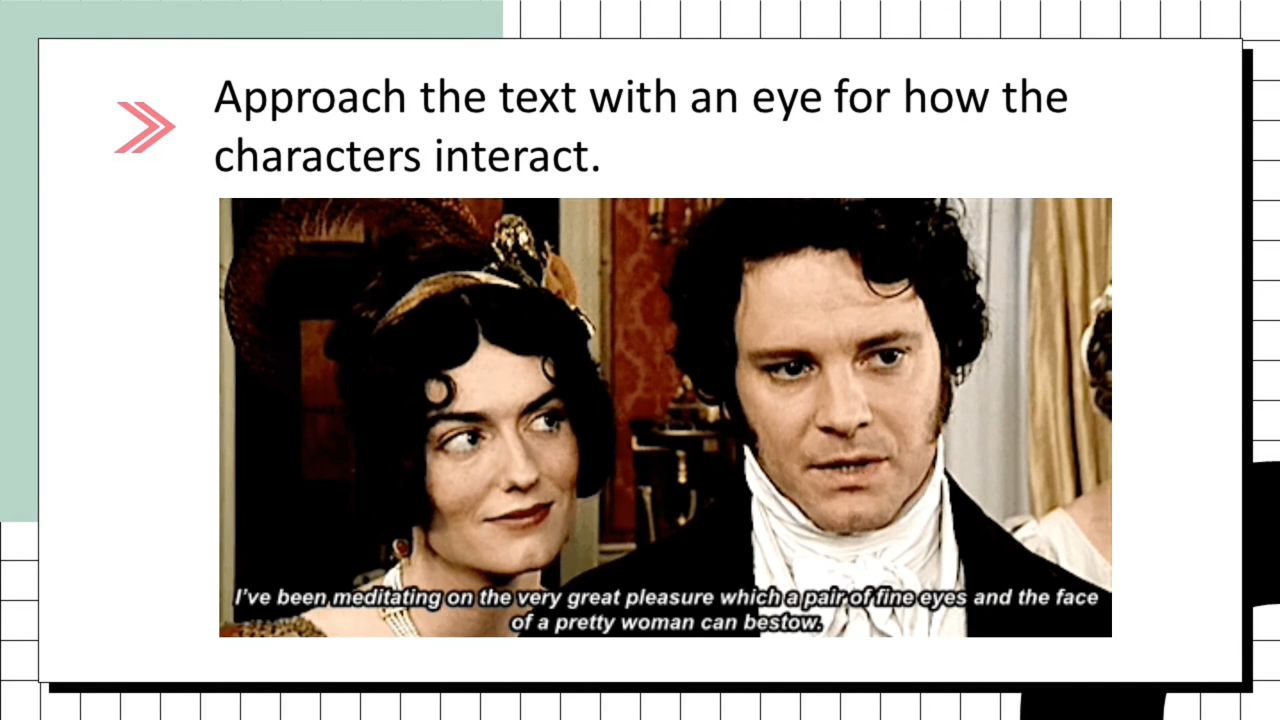 Approach the text with an eye for how the
characters interact.
I've been meditating on the very great pleasure which a pair of fine eyes and the face
of a pretty woman can bestow.